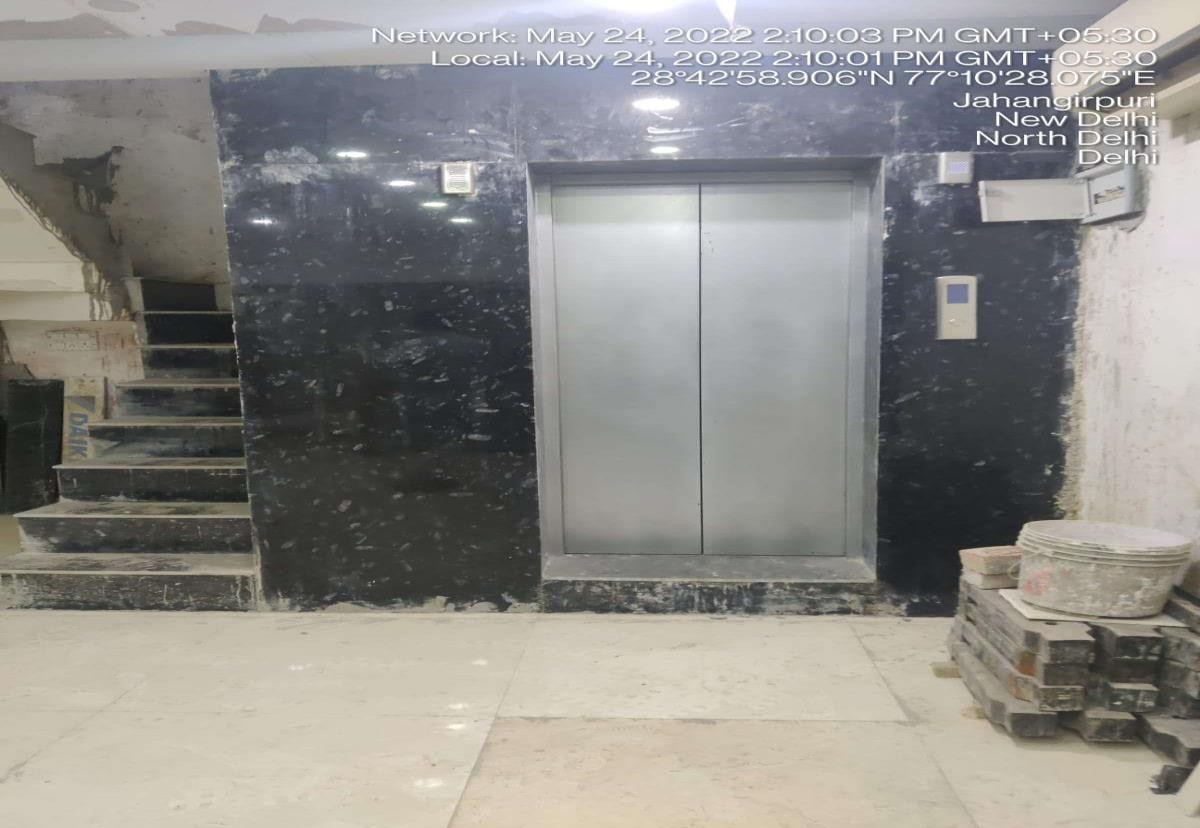 Network: May 24, 2022 2:10:03 PM GMT+05:30
Local: May 24, 2022 2:10:01 PM GMT+05:30
28°42'58.906"N 77°10'28.075"E
Jahangirpuri
New Delhi
North Delhi
Delhi
DAIK